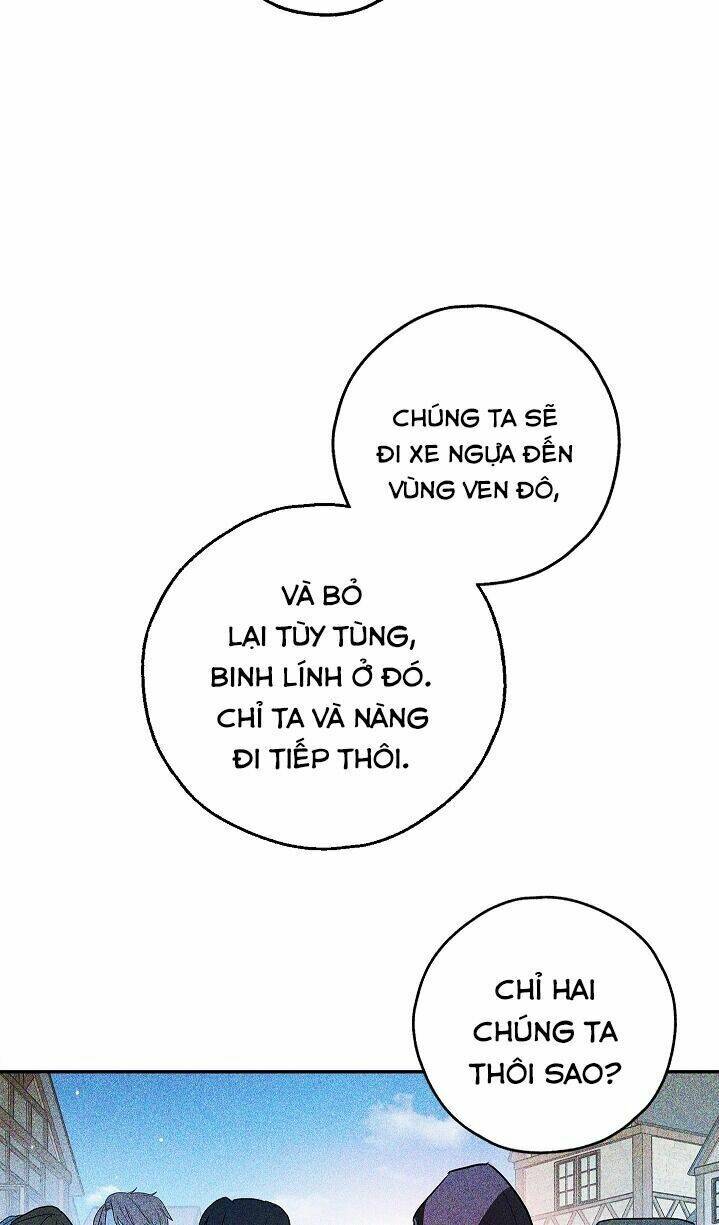 CHÚNG TA SẼ
ĐI XE NGỰA ĐẾN
VÙNG VEN ĐÔ,
VÀ BỎ
LẠI TÙY TÙNG,
BINH LÍNH Ở ĐÓ.
CHỈ TA VÀ NÀNG
ĐI TIẾP THÔI.
CHỈ HAI
CHÚNG TA
THÔI SAO?